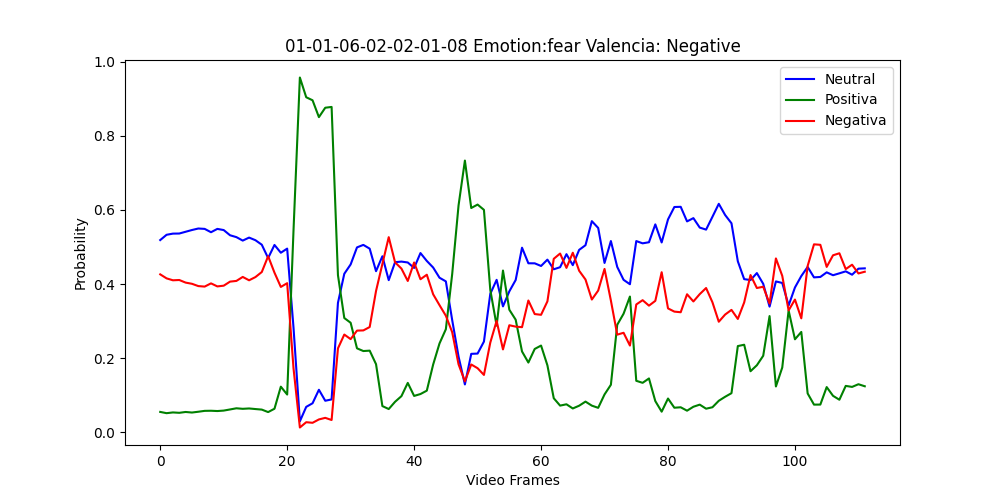 01-01-06-02-02-01-08 Emotion:fear Valencia: Negative
Neutral
Positiva
Negativa
Probability
1.0
0.8
0.6
0.4
0.2
0.0
0 20 40 60 80 100
Video Frames